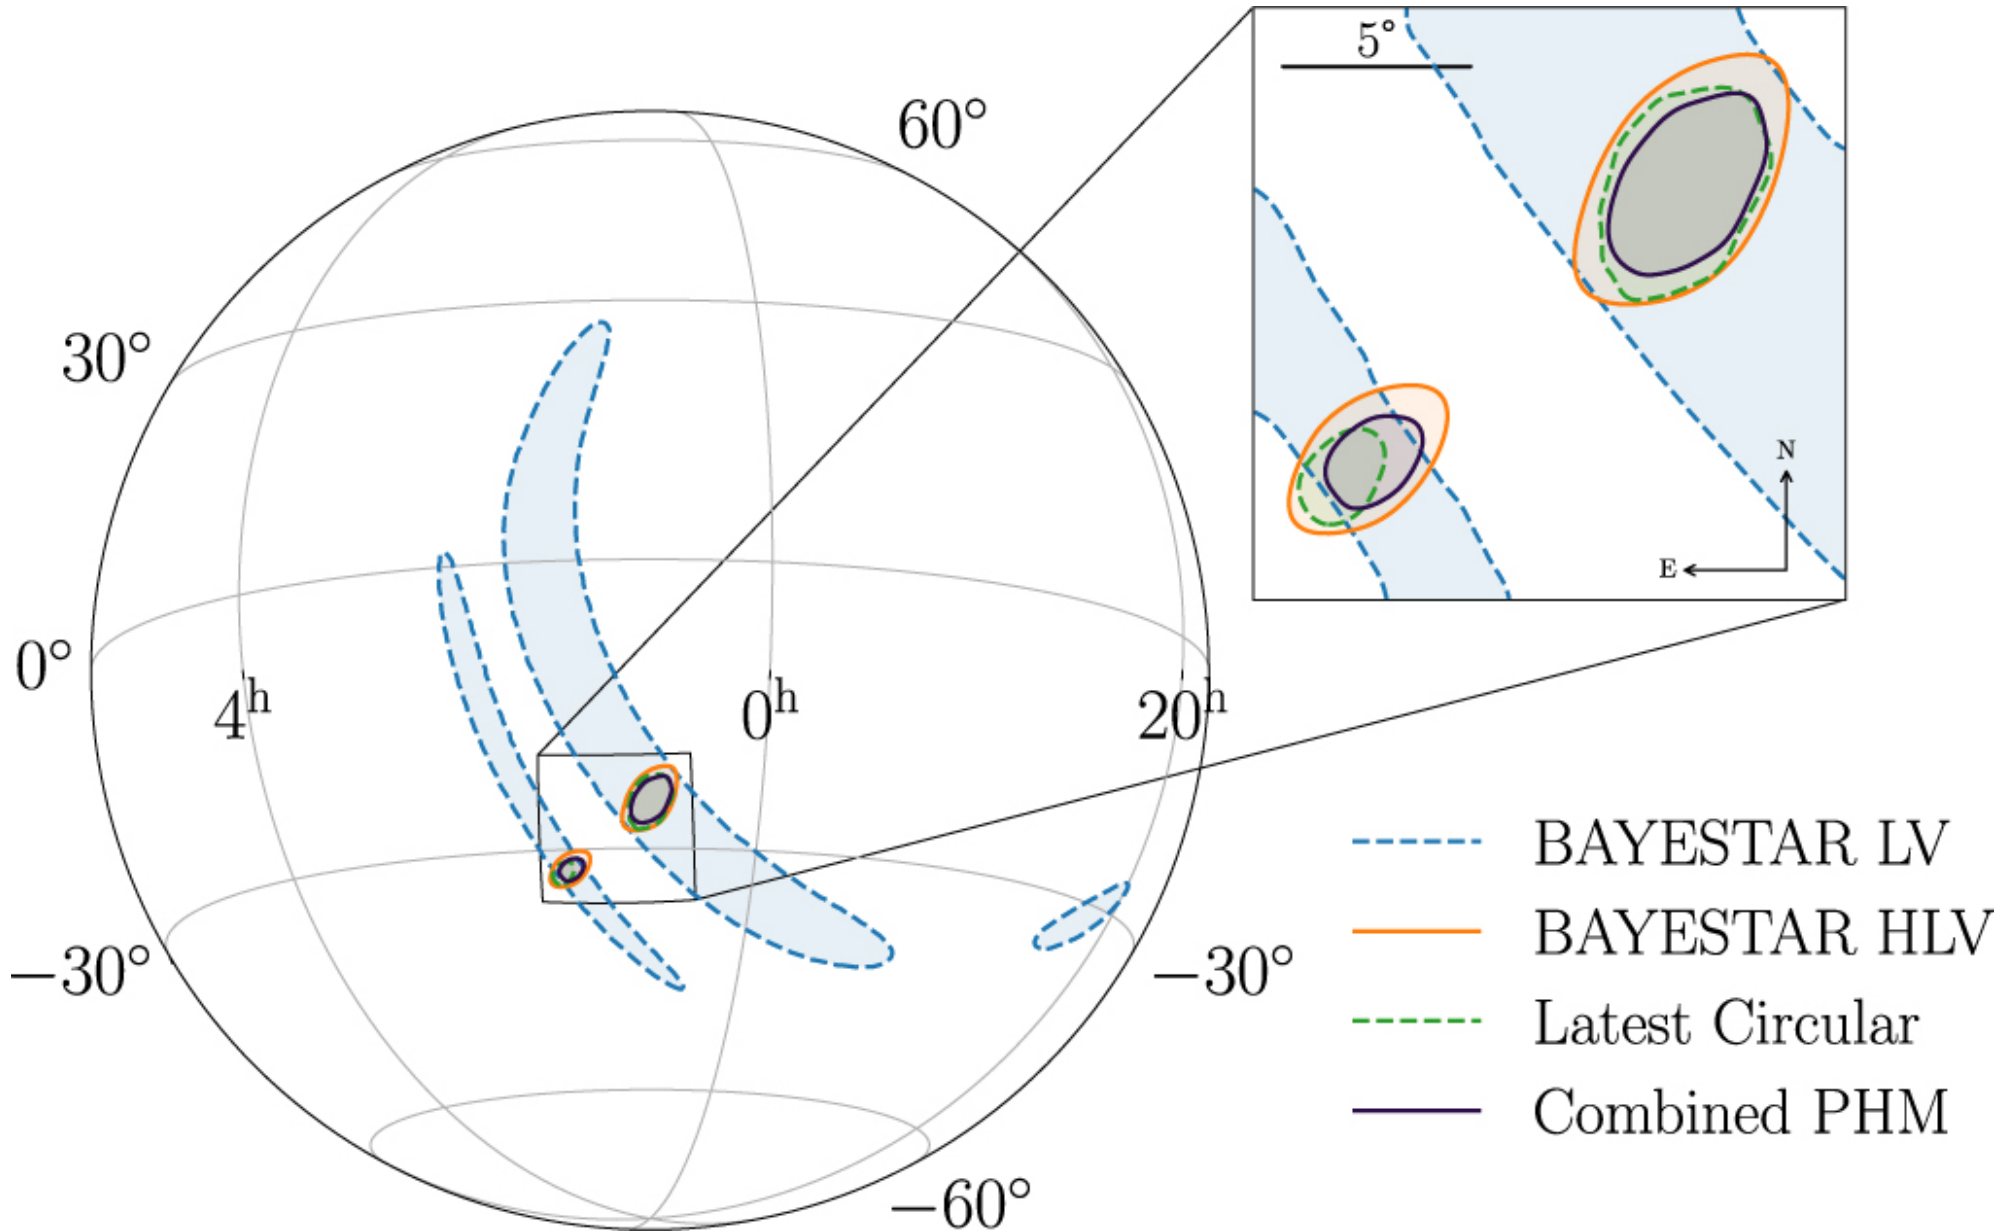 5°
60°
30°
N
E
0°
4h
0h
20h
BAYESTAR LV
BAYESTAR HLV
−30°
−30°
Latest Circular
Combined PHM
−60°